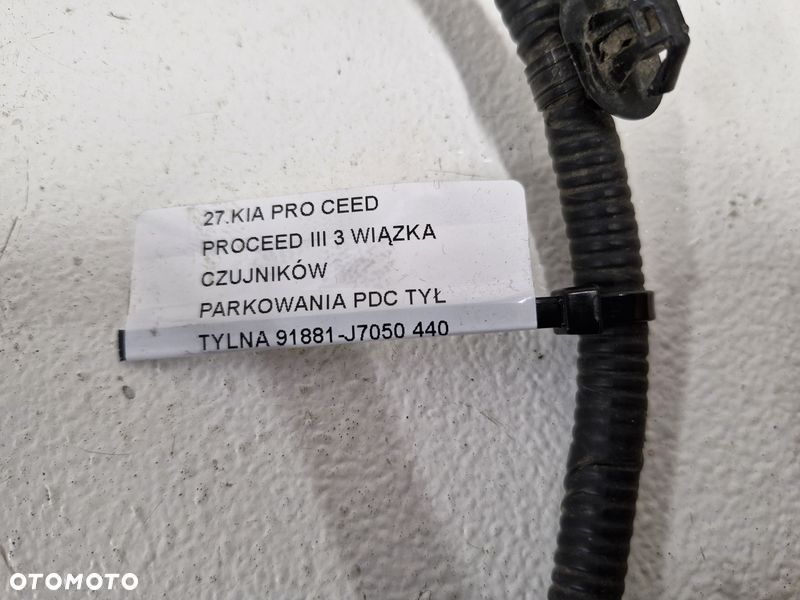 27.KIA PRO CEED
PROCEED III 3 WIĄZKA
CZUJNIKÓW
PARKOWANIA PDC TYŁ
TYLNA 91881-J7050 440
OTOMOTO